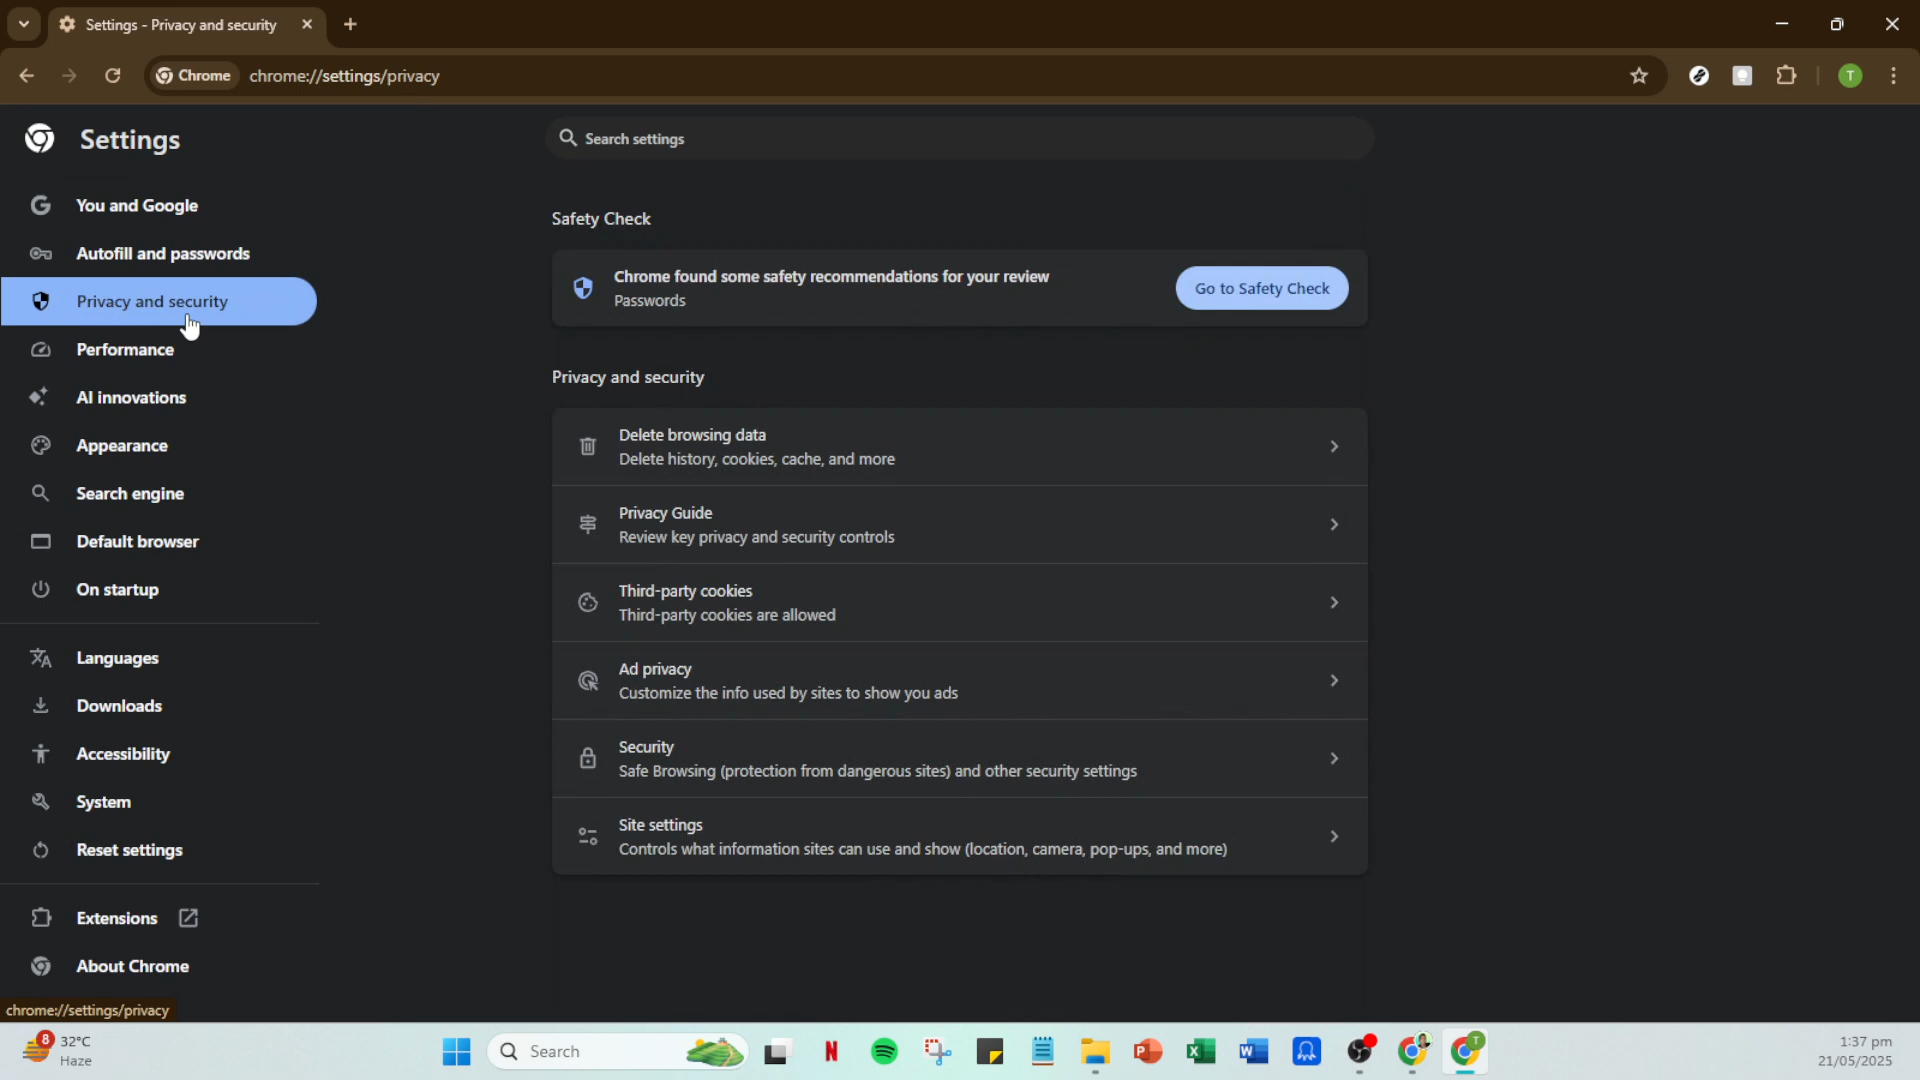 Settings - Privacy and security
Chrome
chrome://settings/privacy
T
Settings
Search settings
You and Google
Autofill and passwords
Privacy and security
Performance
AI innovations
Appearance
Search engine
Default browser
On startup
Languages
Downloads
Accessibility
System
Reset settings
Extensions
About Chrome
Safety Check
Chrome found some safety recommendations for your review
Passwords
Go to Safety Check
Privacy and security
Delete browsing data
Delete history, cookies, cache, and more
Privacy Guide
Review key privacy and security controls
Third-party cookies
Third-party cookies are allowed
Ad privacy
Customize the info used by sites to show you ads
Security
Safe Browsing (protection from dangerous sites) and other security settings
Site settings
Controls what information sites can use and show (location, camera, pop-ups, and more)
chrome://settings/privacy
8
32°C
Haze
Search
N
P
X
W
T
1:37 pm
21/05/2025